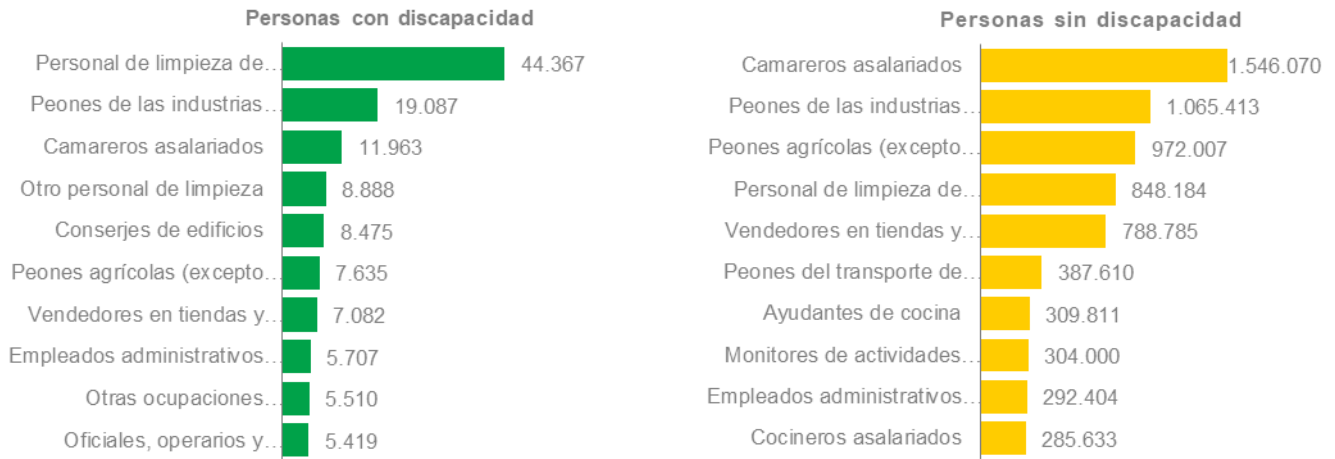 Personas con discapacidad
Personal de limpieza de... 44.367
Peones de las industrias... 19.087
Camareros asalariados 11.963
Otro personal de limpieza 8.888
Conserjes de edificios 8.475
Peones agrícolas (excepto... 7.635
Vendedores en tiendas y... 7.082
Empleados administrativos... 5.707
Otras ocupaciones... 5.510
Oficiales, operarios y... 5.419
Personas sin discapacidad
Camareros asalariados 1.546.070
Peones de las industrias... 1.065.413
Peones agrícolas (excepto... 972.007
Personal de limpieza de... 848.184
Vendedores en tiendas y... 788.785
Peones del transporte de... 387.610
Ayudantes de cocina 309.811
Monitores de actividades... 304.000
Empleados administrativos... 292.404
Cocineros asalariados 285.633